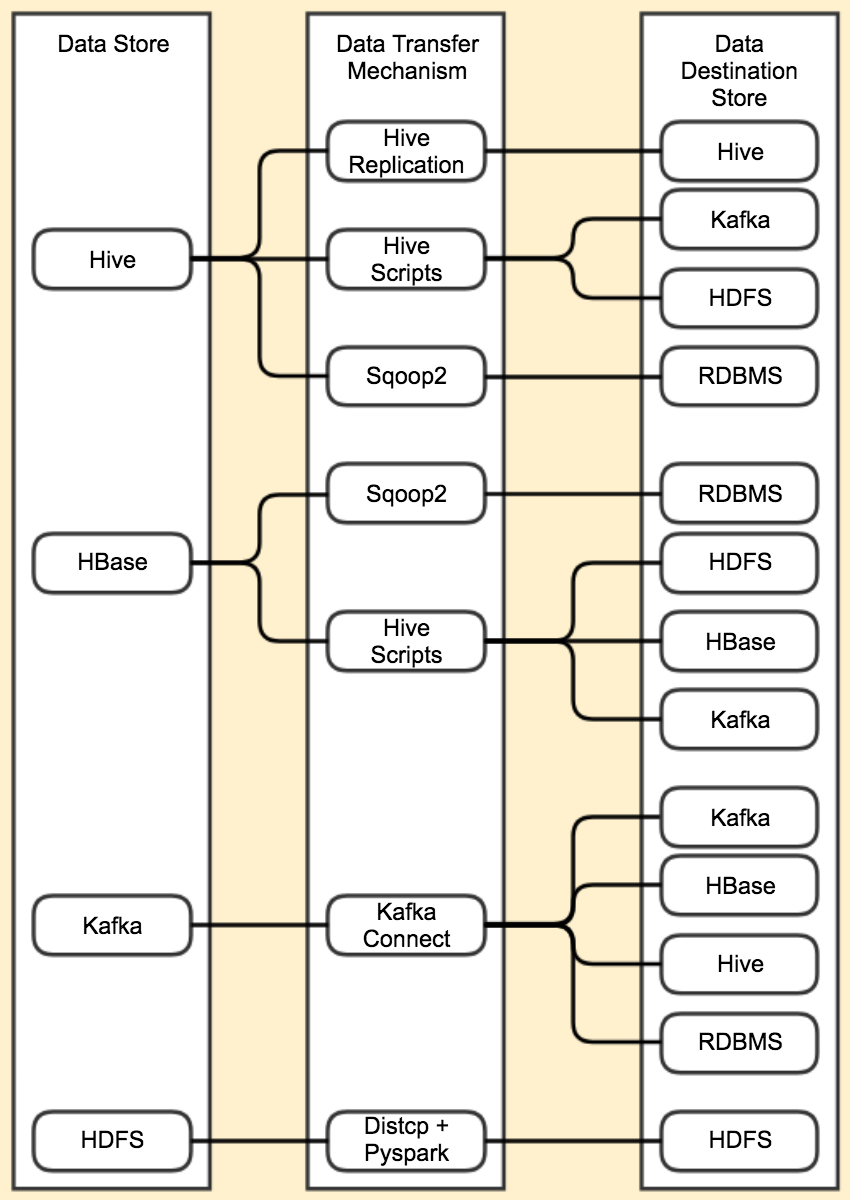 Data Store
Data Transfer
Mechanism
Data
Destination
Store
Hive
Hive
Replication
Hive
Hive
Scripts
Kafka
HDFS
Sqoop2
RDBMS
HBase
Sqoop2
RDBMS
Hive
Scripts
HDFS
HBase
Kafka
Kafka
Kafka
Connect
Kafka
HBase
Hive
RDBMS
HDFS
Distcp +
Pyspark
HDFS